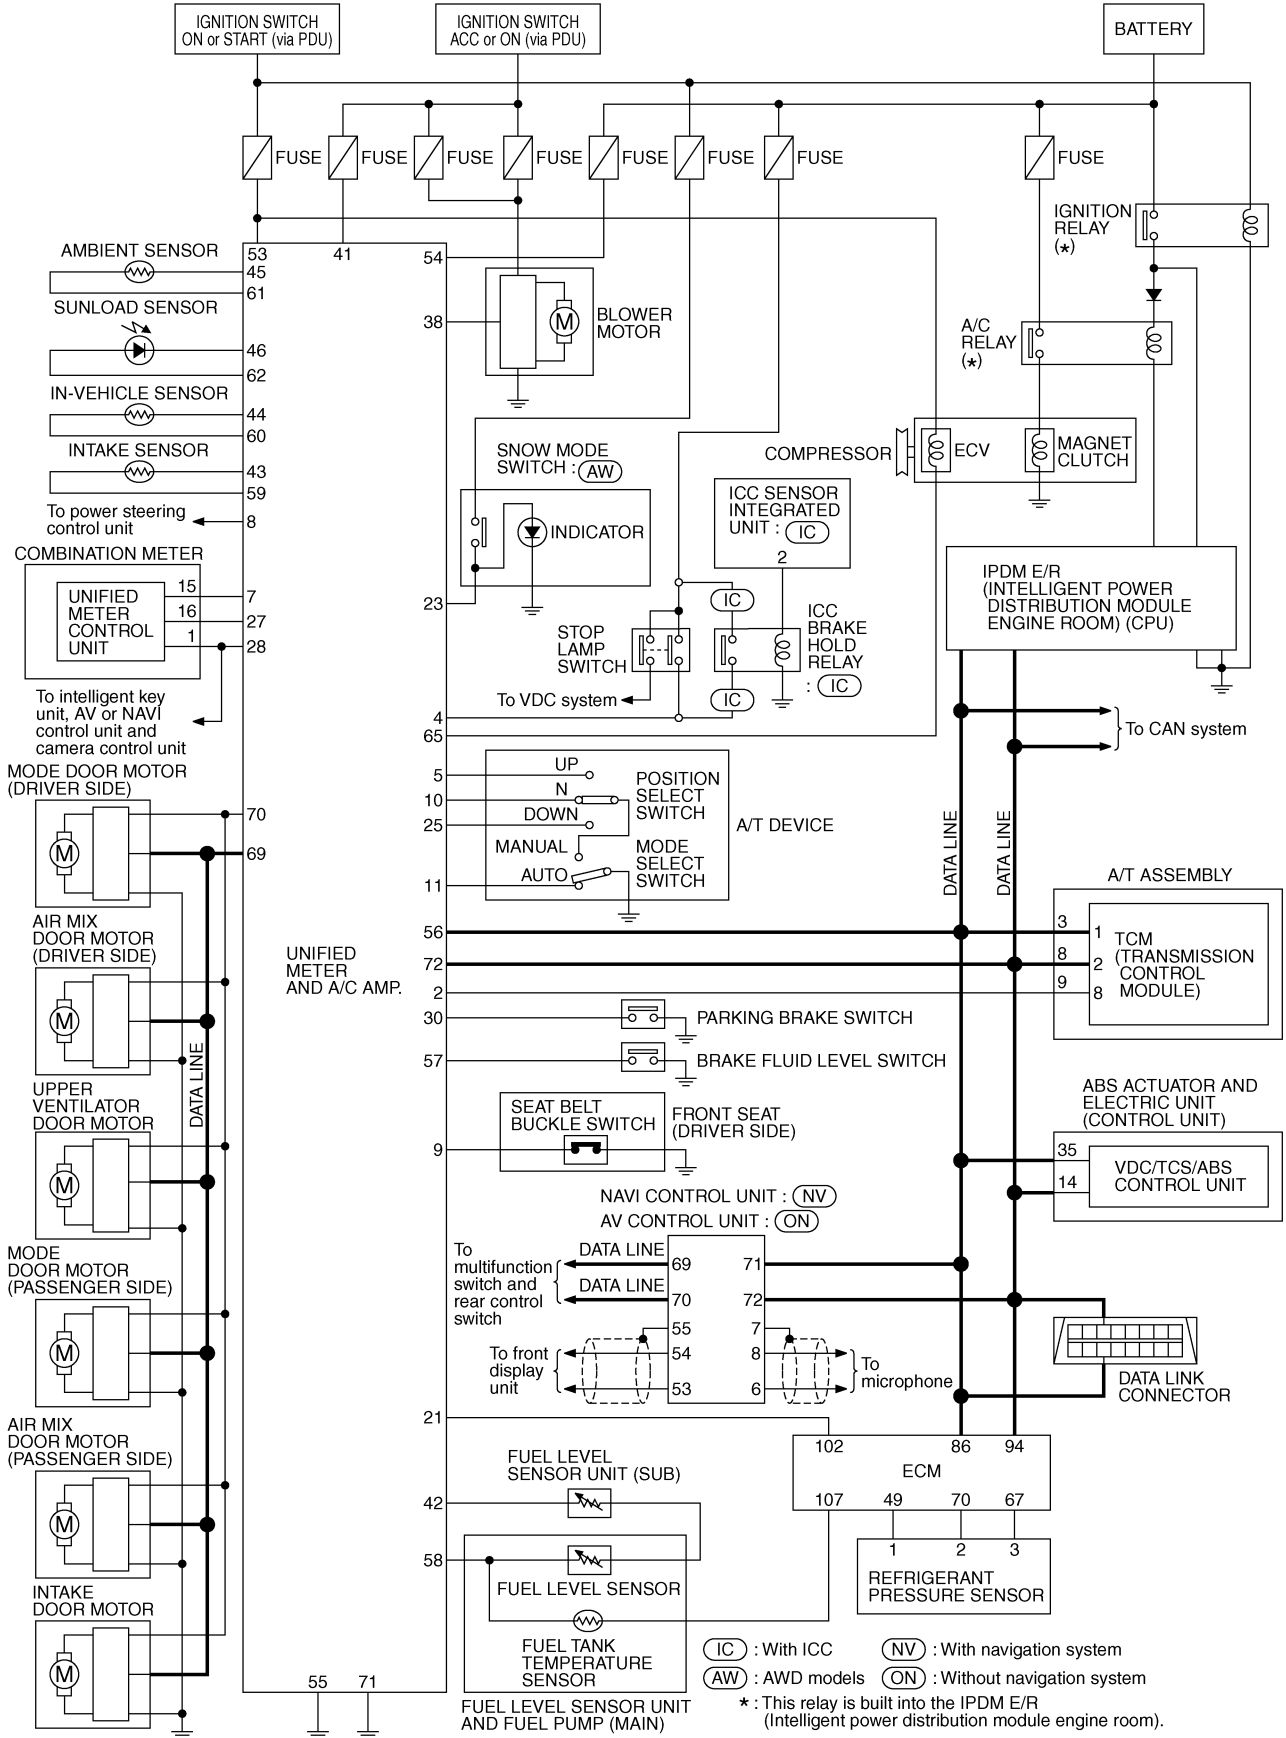 IGNITION SWITCH
ON or START (via PDU)
IGNITION SWITCH
ACC or ON (via PDU)
BATTERY
FUSE
FUSE
FUSE
FUSE
FUSE
FUSE
FUSE
FUSE
IGNITION
RELAY
(*)
AMBIENT SENSOR
53
41
54
45
61
SUNLOAD SENSOR
38
BLOWER
MOTOR
M
A/C
RELAY
(*)
46
62
IN-VEHICLE SENSOR
44
60
INTAKE SENSOR
43
59
SNOW MODE
SWITCH : AW
COMPRESSOR
ECV
MAGNET
CLUTCH
ICC SENSOR
INTEGRATED
UNIT : IC
2
INDICATOR
To power steering
control unit
8
COMBINATION METER
UNIFIED
METER
CONTROL
UNIT
15
16
1
7
27
28
23
IPDM E/R
(INTELLIGENT POWER
DISTRIBUTION MODULE
ENGINE ROOM) (CPU)
IC
STOP
LAMP
SWITCH
ICC
BRAKE
HOLD
RELAY
: IC
To VDC system
IC
4
65
To intelligent key
unit, AV or NAVI
control unit and
camera control unit
To CAN system
MODE DOOR MOTOR
(DRIVER SIDE)
M
70
69
5
10
25
11
UP
N
DOWN
MANUAL
AUTO
POSITION
SELECT
SWITCH
MODE
SELECT
SWITCH
A/T DEVICE
DATA LINE
DATA LINE
A/T ASSEMBLY
3
8
9
1
2
8
TCM
(TRANSMISSION
CONTROL
MODULE)
AIR MIX
DOOR MOTOR
(DRIVER SIDE)
M
UNIFIED
METER
AND A/C AMP.
56
72
2
30
PARKING BRAKE SWITCH
57
BRAKE FLUID LEVEL SWITCH
DATA LINE
UPPER
VENTILATOR
DOOR MOTOR
M
SEAT BELT
BUCKLE SWITCH
FRONT SEAT
(DRIVER SIDE)
9
ABS ACTUATOR AND
ELECTRIC UNIT
(CONTROL UNIT)
35
14
VDC/TCS/ABS
CONTROL UNIT
NAVI CONTROL UNIT : NV
AV CONTROL UNIT : ON
MODE
DOOR MOTOR
(PASSENGER SIDE)
M
To
multifunction
switch and
rear control
switch
DATA LINE
DATA LINE
69
70
55
54
53
71
72
7
8
6
To front
display
unit
To
microphone
DATA LINK
CONNECTOR
21
AIR MIX
DOOR MOTOR
(PASSENGER SIDE)
M
102
86
94
ECM
107
49
70
67
FUEL LEVEL
SENSOR UNIT (SUB)
42
58
FUEL LEVEL SENSOR
1
2
3
REFRIGERANT
PRESSURE SENSOR
INTAKE
DOOR MOTOR
M
FUEL TANK
TEMPERATURE
SENSOR
FUEL LEVEL SENSOR UNIT
AND FUEL PUMP (MAIN)
55
71
IC : With ICC
NV : With navigation system
AW : AWD models
ON : Without navigation system
* : This relay is built into the IPDM E/R
(Intelligent power distribution module engine room).